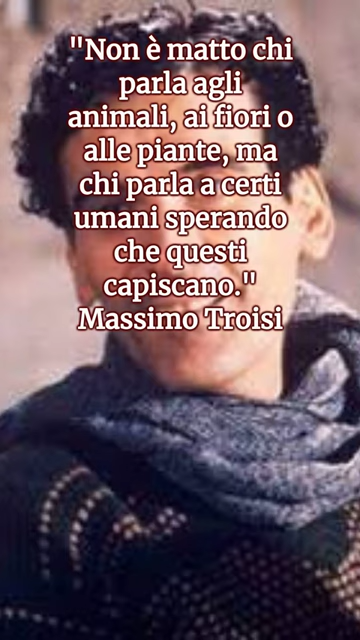 "Non è matto chi
parla agli
animali, ai fiori o
alle piante, ma
chi parla a certi
umani sperando
che questi
capiscano."
Massimo Troisi